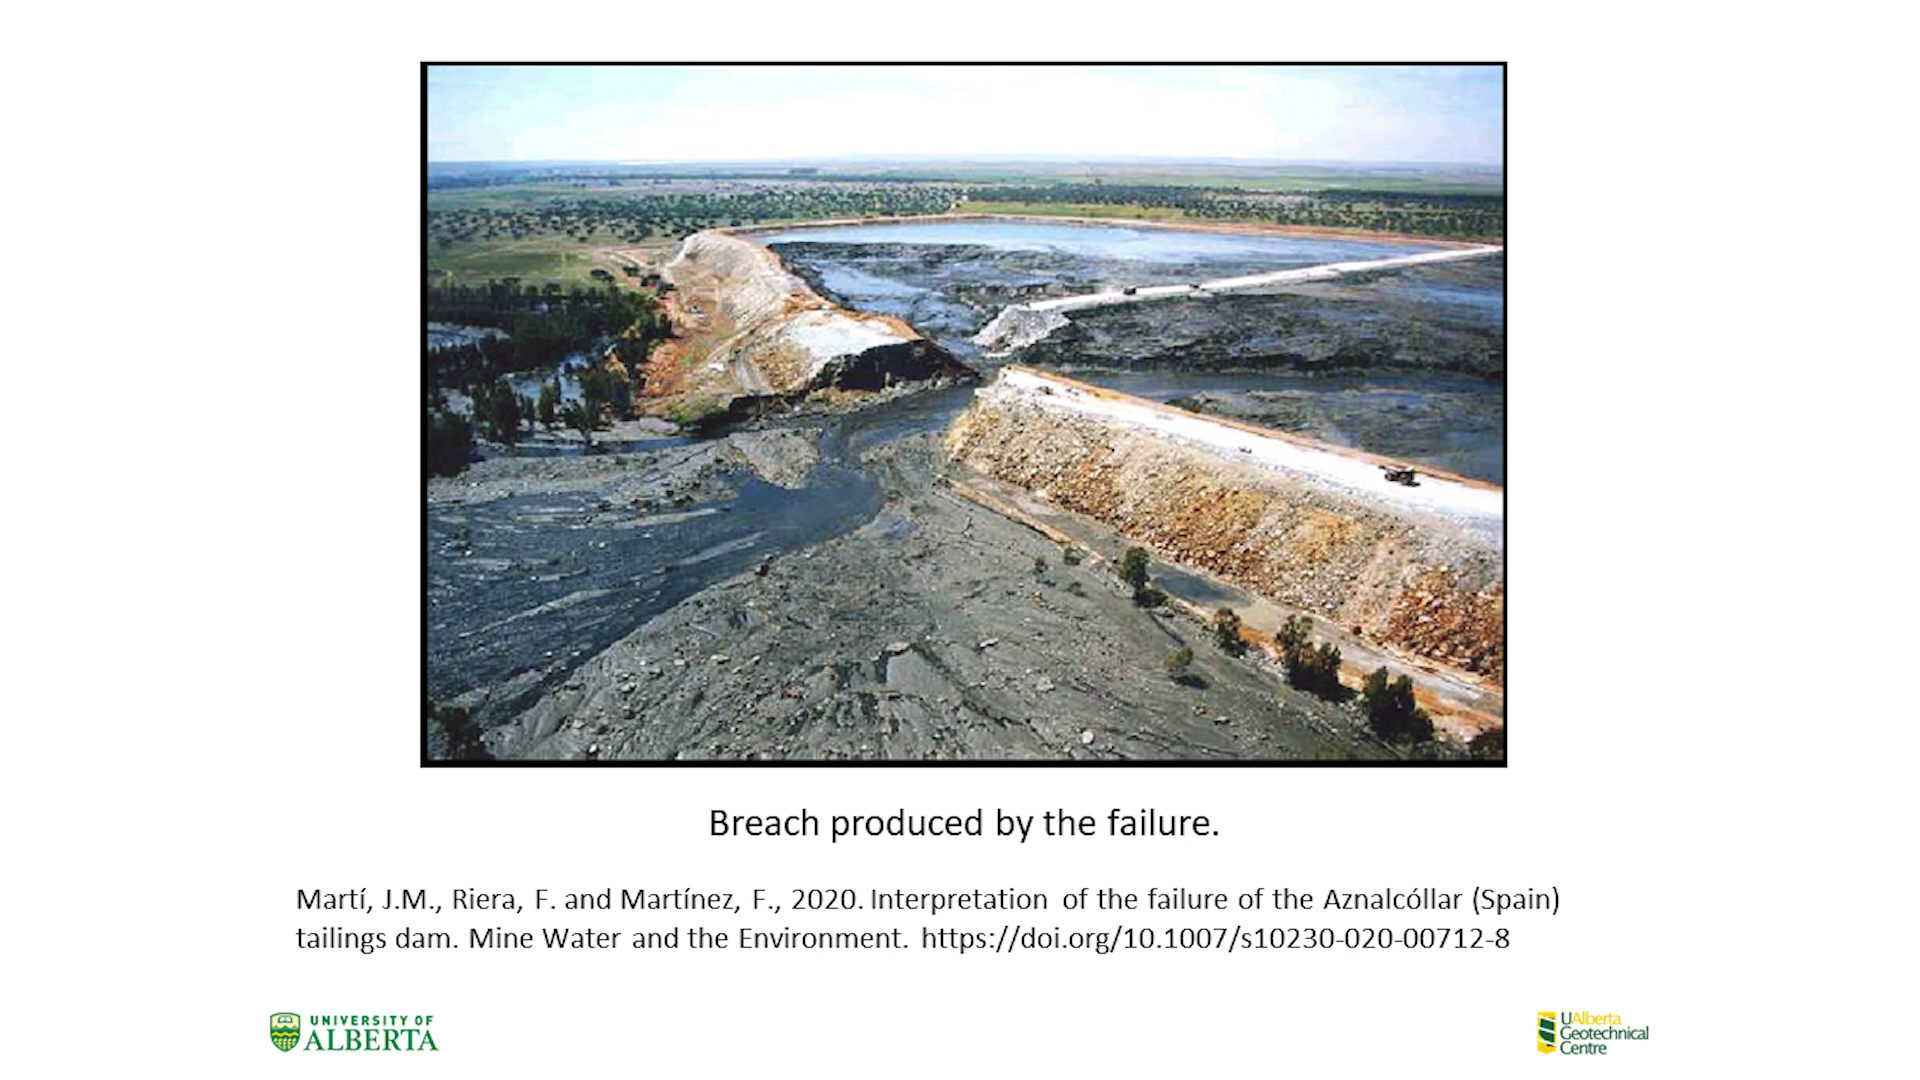 Breach produced by the failure.
Martí, J.M., Riera, F. and Martínez, F., 2020. Interpretation of the failure of the Aznalcóllar (Spain)
tailings dam. Mine Water and the Environment. https://doi.org/10.1007/s10230-020-00712-8
UNIVERSITY OF
ALBERTA
UAlberta
Geotechnical
Centre